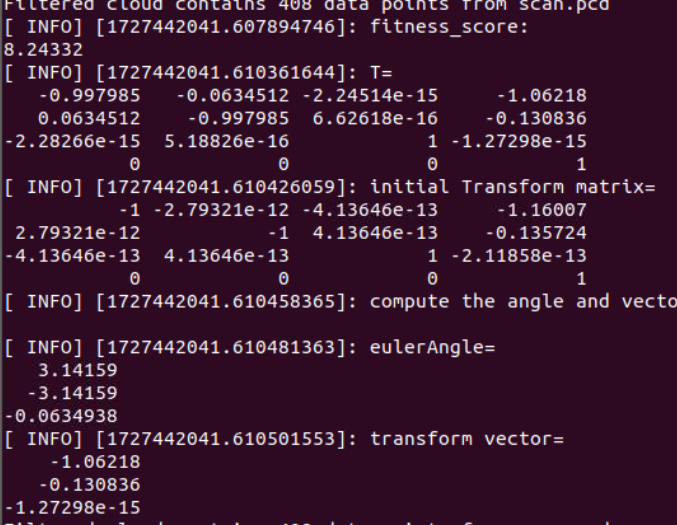 Filtered cloud contains 408 data points from scan.pcd
[ INFO] [1727442041.607894746]: fitness_score:
8.24332
[ INFO] [1727442041.610361644]: T=
-0.997985 -0.0634512 -2.24514e-15 -1.06218
0.0634512 -0.997985 6.62618e-16 -0.130836
-2.28266e-15 5.18826e-16 1 -1.27298e-15
0 0 0 1
[ INFO] [1727442041.610426059]: initial Transform matrix=
-1 -2.79321e-12 -4.13646e-13 -1.16007
2.79321e-12 -1 4.13646e-13 -0.135724
-4.13646e-13 4.13646e-13 1 -2.11858e-13
0 0 0 1
[ INFO] [1727442041.610458365]: compute the angle and vecto
[ INFO] [1727442041.610481363]: eulerAngle=
3.14159
-3.14159
-0.0634938
[ INFO] [1727442041.610501553]: transform vector=
-1.06218
-0.130836
-1.27298e-15